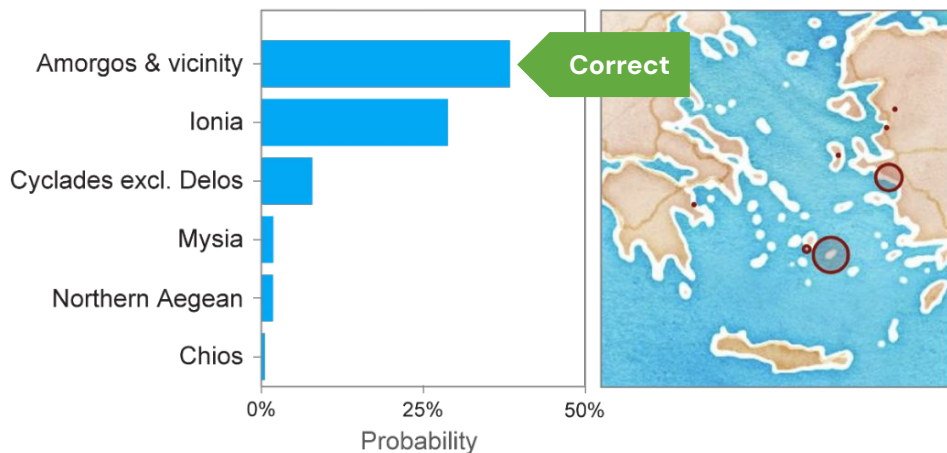 Amorgos & vicinity
Correct
Ionia
Cyclades excl. Delos
Mysia
Northern Aegean
Chios
0%
25%
50%
Probability